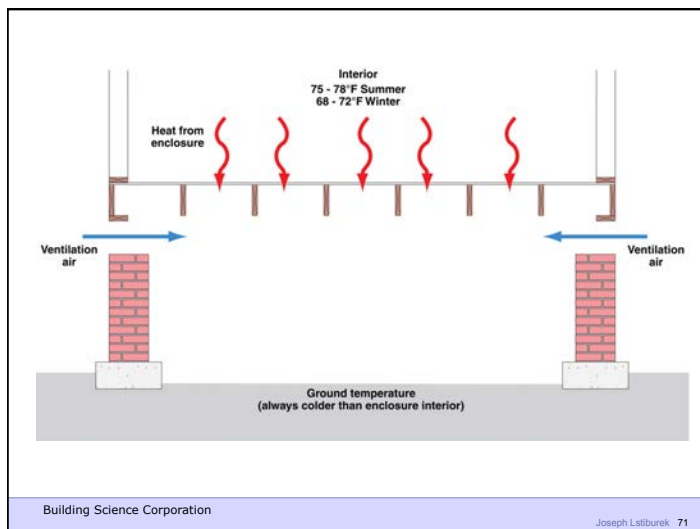 Interior
75 - 78°F Summer
68 - 72°F Winter
Heat from
enclosure
Ventilation
air
Ventilation
air
Ground temperature
(always colder than enclosure interior)
Building Science Corporation
Joseph Lstiburek 71